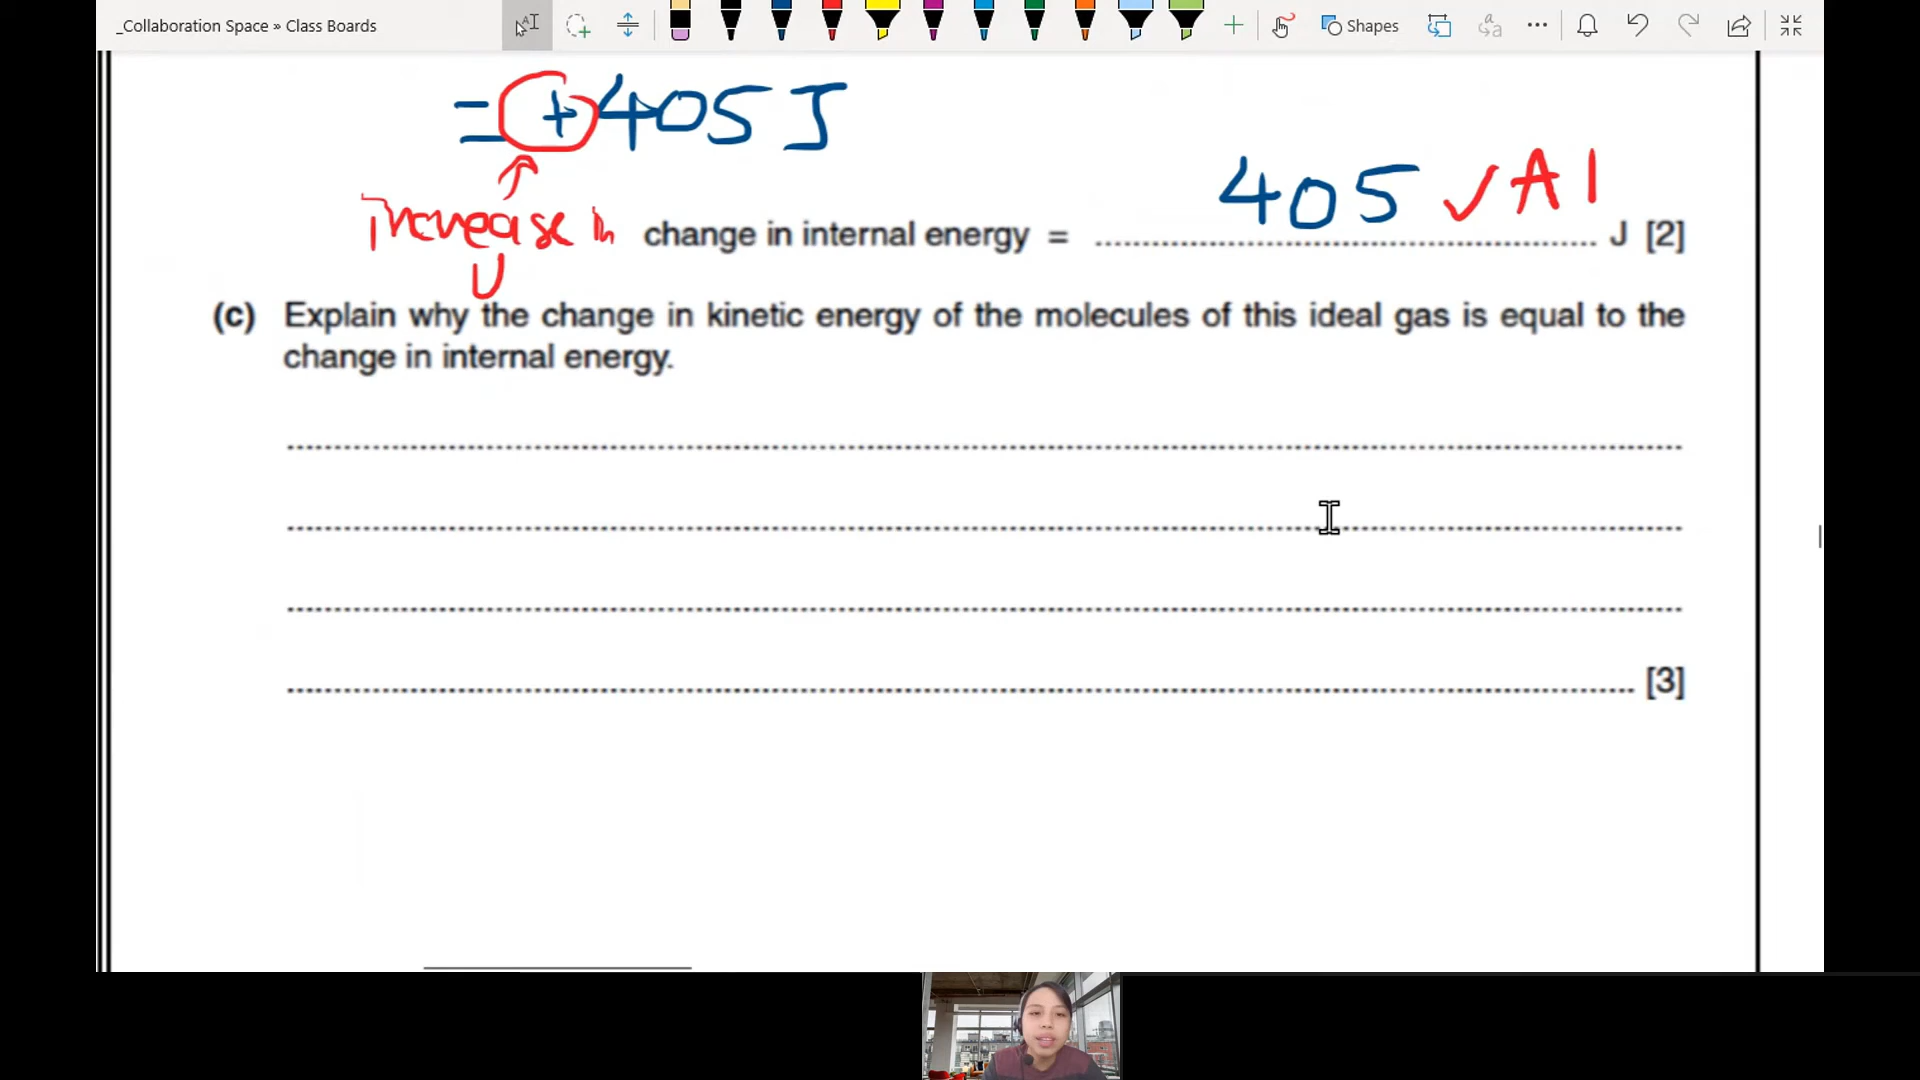 _Collaboration Space » Class Boards
Shapes
= + 405 J
405 ✓ A1
increase in change in internal energy = ........................ J [2]
U
(c) Explain why the change in kinetic energy of the molecules of this ideal gas is equal to the
change in internal energy.
[3]